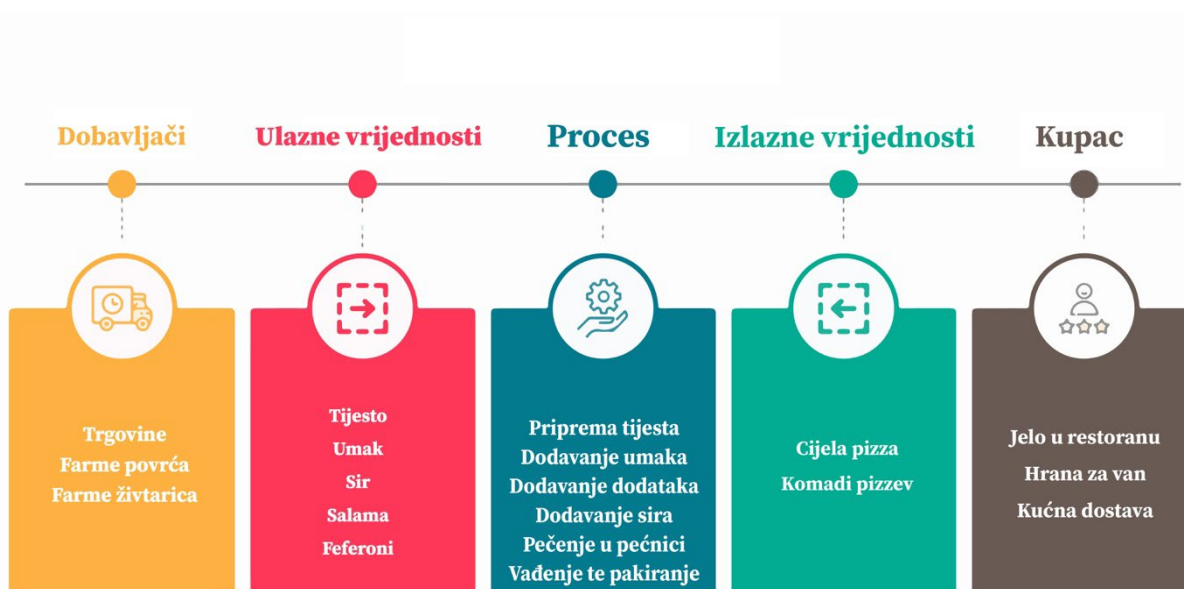 Dobavljači
Ulazne vrijednosti
Proces
Izlazne vrijednosti
Kupac
Trgovine
Farme povrća
Farme živtarica
Tijesto
Umak
Sir
Salama
Feferoni
Priprema tijesta
Dodavanje umaka
Dodavanje dodataka
Dodavanje sira
Pečenje u pećnici
Vađenje te pakiranje
Cijela pizza
Komadi pizzev
Jelo u restoranu
Hrana za van
Kućna dostava